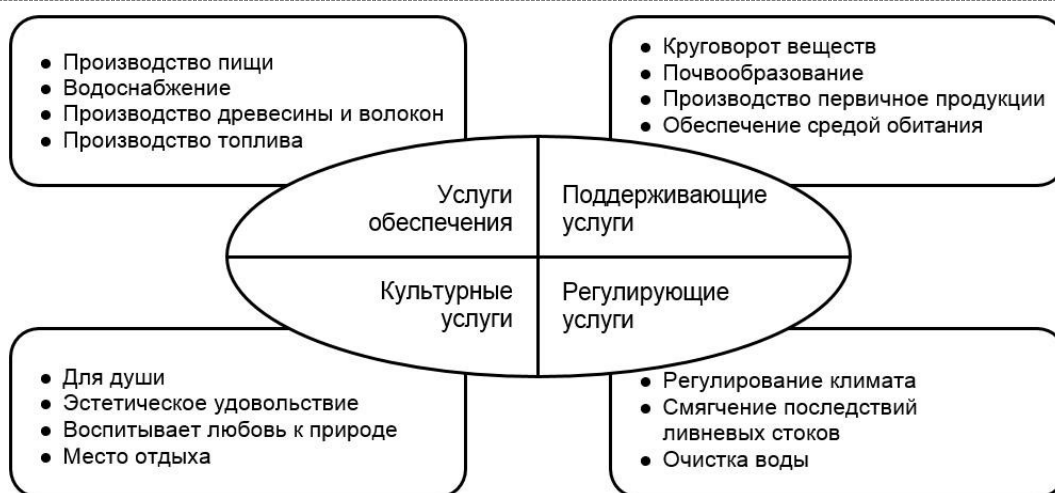 ● Производство пищи
● Водоснабжение
● Производство древесины и волокон
● Производство топлива
● Круговорот веществ
● Почвообразование
● Производство первичное продукции
● Обеспечение средой обитания
Услуги
обеспечения
Поддерживающие
услуги
Культурные
услуги
Регулирующие
услуги
● Для души
● Эстетическое удовольствие
● Воспитывает любовь к природе
● Место отдыха
● Регулирование климата
● Смягчение последствий
ливневых стоков
● Очистка воды